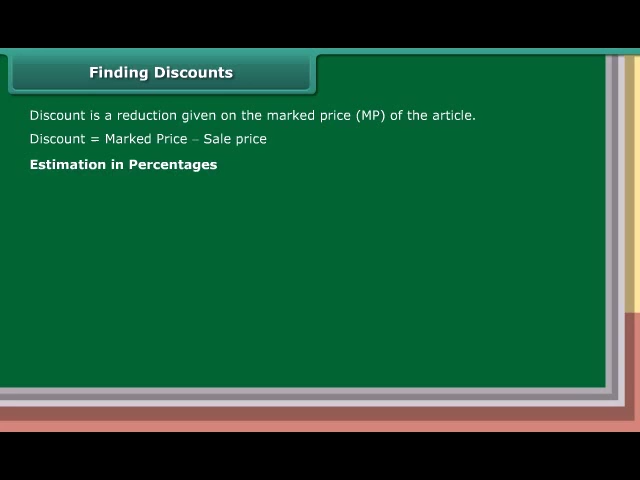 Finding Discounts
Discount is a reduction given on the marked price (MP) of the article.
Discount = Marked Price – Sale price
Estimation in Percentages